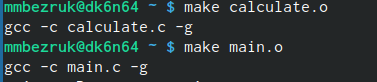 mmbezruk@dk6n64 ~ $ make calculate.o
gcc -c calculate.c -g
mmbezruk@dk6n64 ~ $ make main.o
gcc -c main.c -g